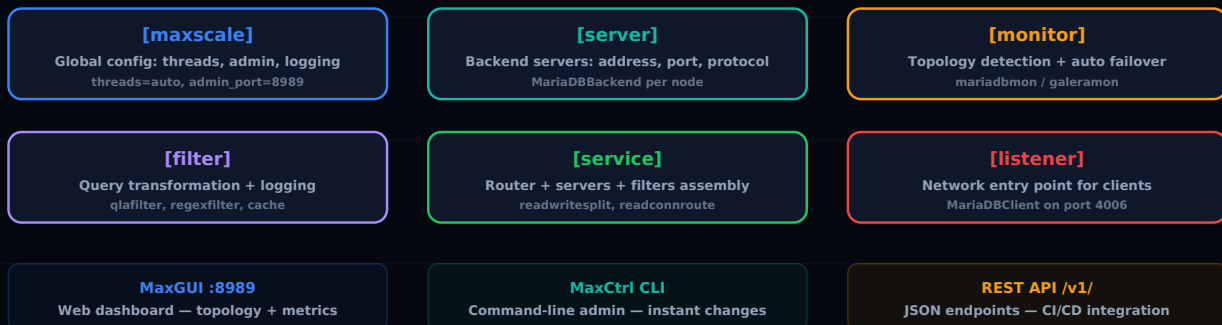 [maxscale]
Global config: threads, admin, logging
threads=auto, admin_port=8989
[server]
Backend servers: address, port, protocol
MariaDBBackend per node
[monitor]
Topology detection + auto failover
mariadbmon / galeramon
[filter]
Query transformation + logging
qlafilter, regexfilter, cache
[service]
Router + servers + filters assembly
readwritesplit, readconnroute
[listener]
Network entry point for clients
MariaDBClient on port 4006
MaxGUI :8989
Web dashboard — topology + metrics
MaxCtrl CLI
Command-line admin — instant changes
REST API /v1/
JSON endpoints — CI/CD integration